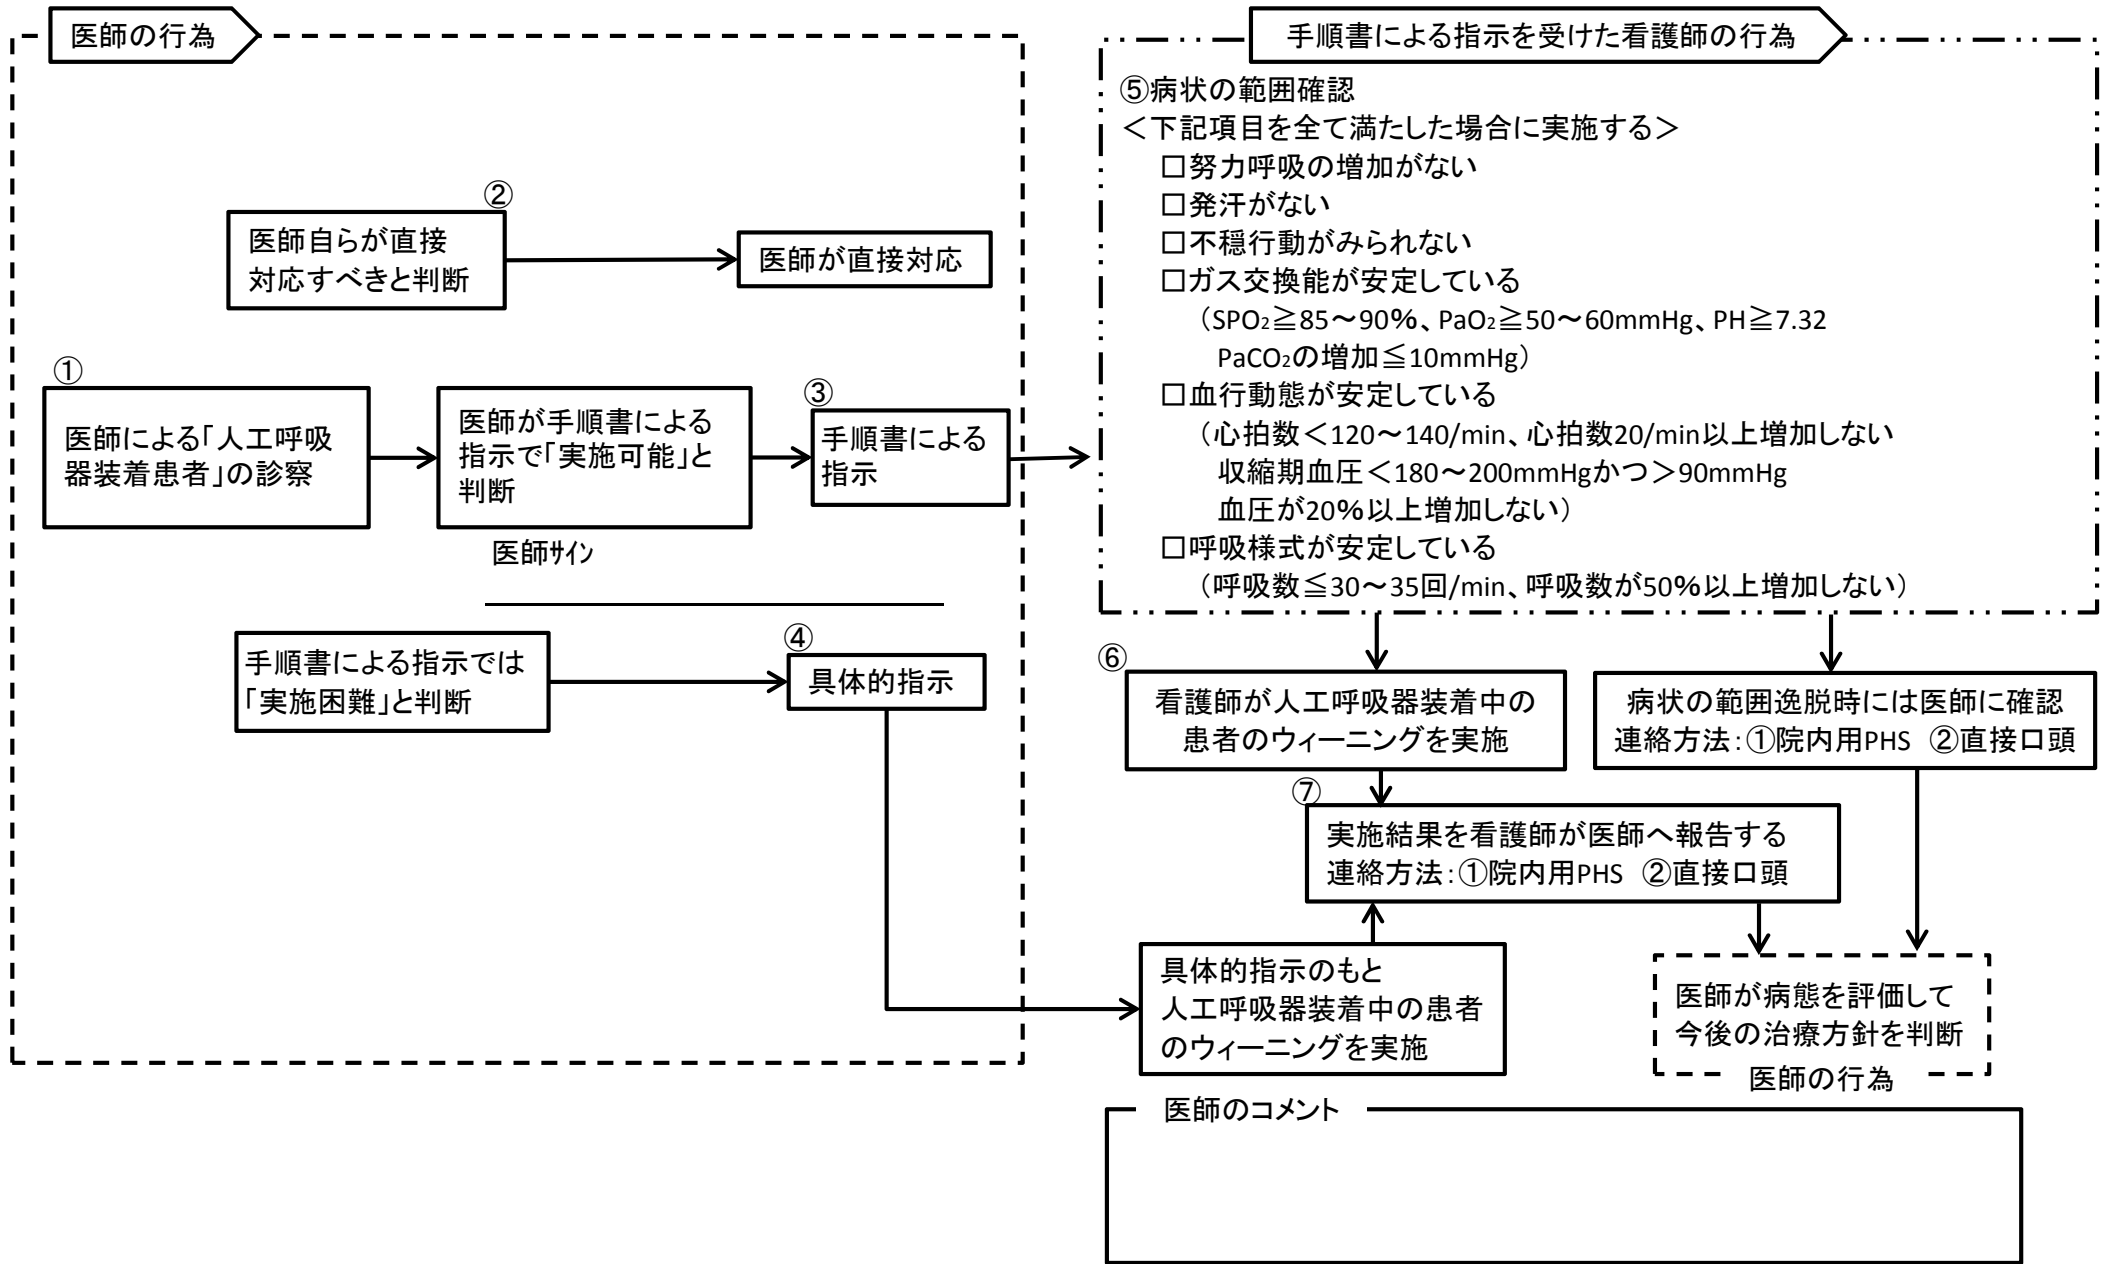 医師の行為
②
医師自らが直接
対応すべきと判断
医師が直接対応
①
医師による「人工呼吸
器装着患者」の診察
医師が手順書による
指示で「実施可能」と
判断
③
手順書による
指示
医師サイン
手順書による指示では
「実施困難」と判断
④
具体的指示
手順書による指示を受けた看護師の行為
⑤病状の範囲確認
＜下記項目を全て満たした場合に実施する＞
□努力呼吸の増加がない
□発汗がない
□不穏行動がみられない
□ガス交換能が安定している
（SPO₂≧85～90％、PaO₂≧50～60mmHg、PH≧7.32
PaCO₂の増加≦10mmHg）
□血行動態が安定している
（心拍数＜120～140/min、心拍数20/min以上増加しない
収縮期血圧＜180～200mmHgかつ＞90mmHg
血圧が20％以上増加しない）
□呼吸様式が安定している
（呼吸数≦30～35回/min、呼吸数が50％以上増加しない）
⑥
看護師が人工呼吸器装着中の
患者のウィーニングを実施
病状の範囲逸脱時には医師に確認
連絡方法：①院内用PHS　②直接口頭
⑦
実施結果を看護師が医師へ報告する
連絡方法：①院内用PHS　②直接口頭
具体的指示のもと
人工呼吸器装着中の患者
のウィーニングを実施
医師が病態を評価して
今後の治療方針を判断
医師の行為
医師のコメント